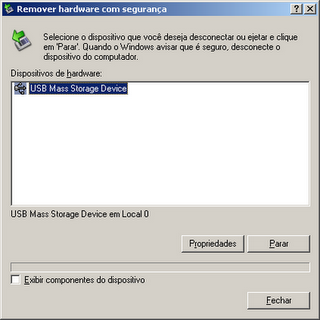 Remover hardware com segurança
Selecione o dispositivo que você deseja desconectar ou ejetar e clique
em 'Parar'. Quando o Windows avisar que é seguro, desconecte o
dispositivo do computador.
Dispositivos de hardware:
USB Mass Storage Device
USB Mass Storage Device em Local 0
Propriedades
Parar
Exibir componentes do dispositivo
Fechar